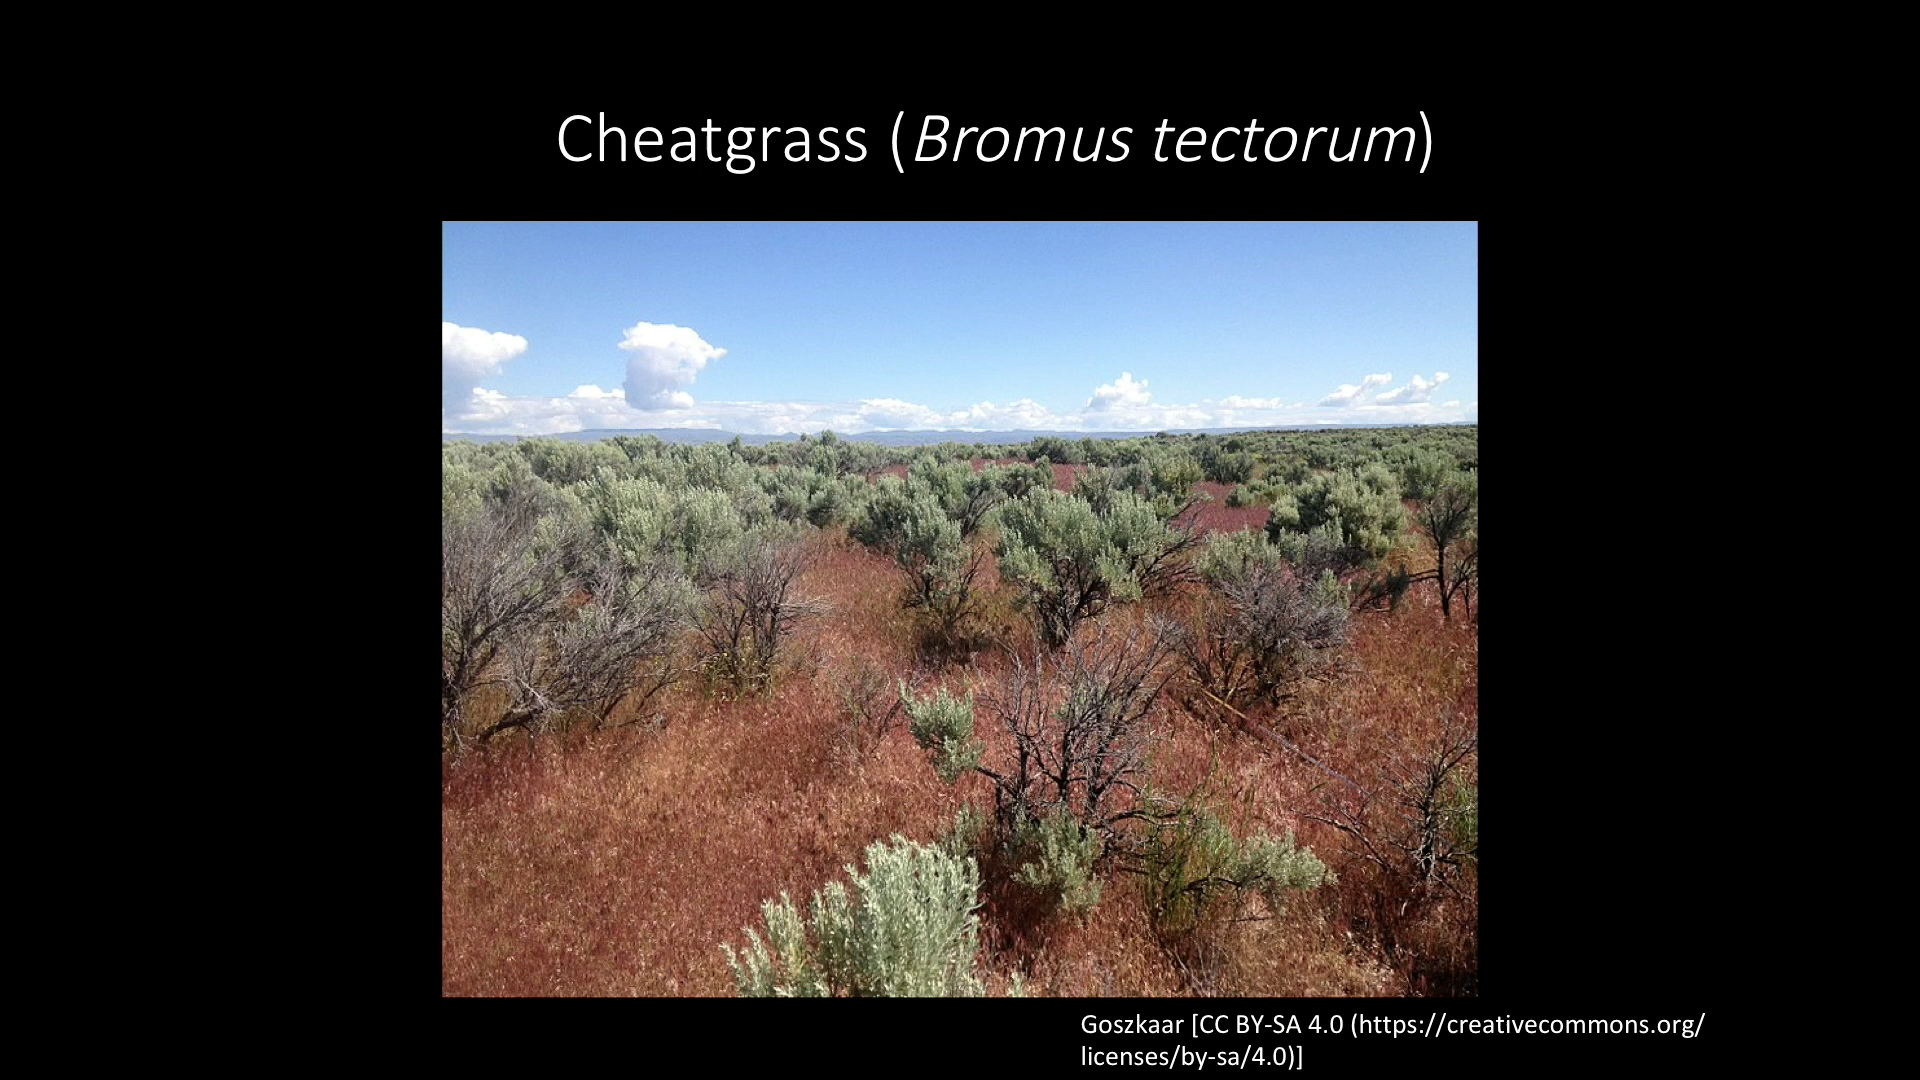 Cheatgrass (Bromus tectorum)
Goszkaar [CC BY-SA 4.0 (https://creativecommons.org/
licenses/by-sa/4.0)]